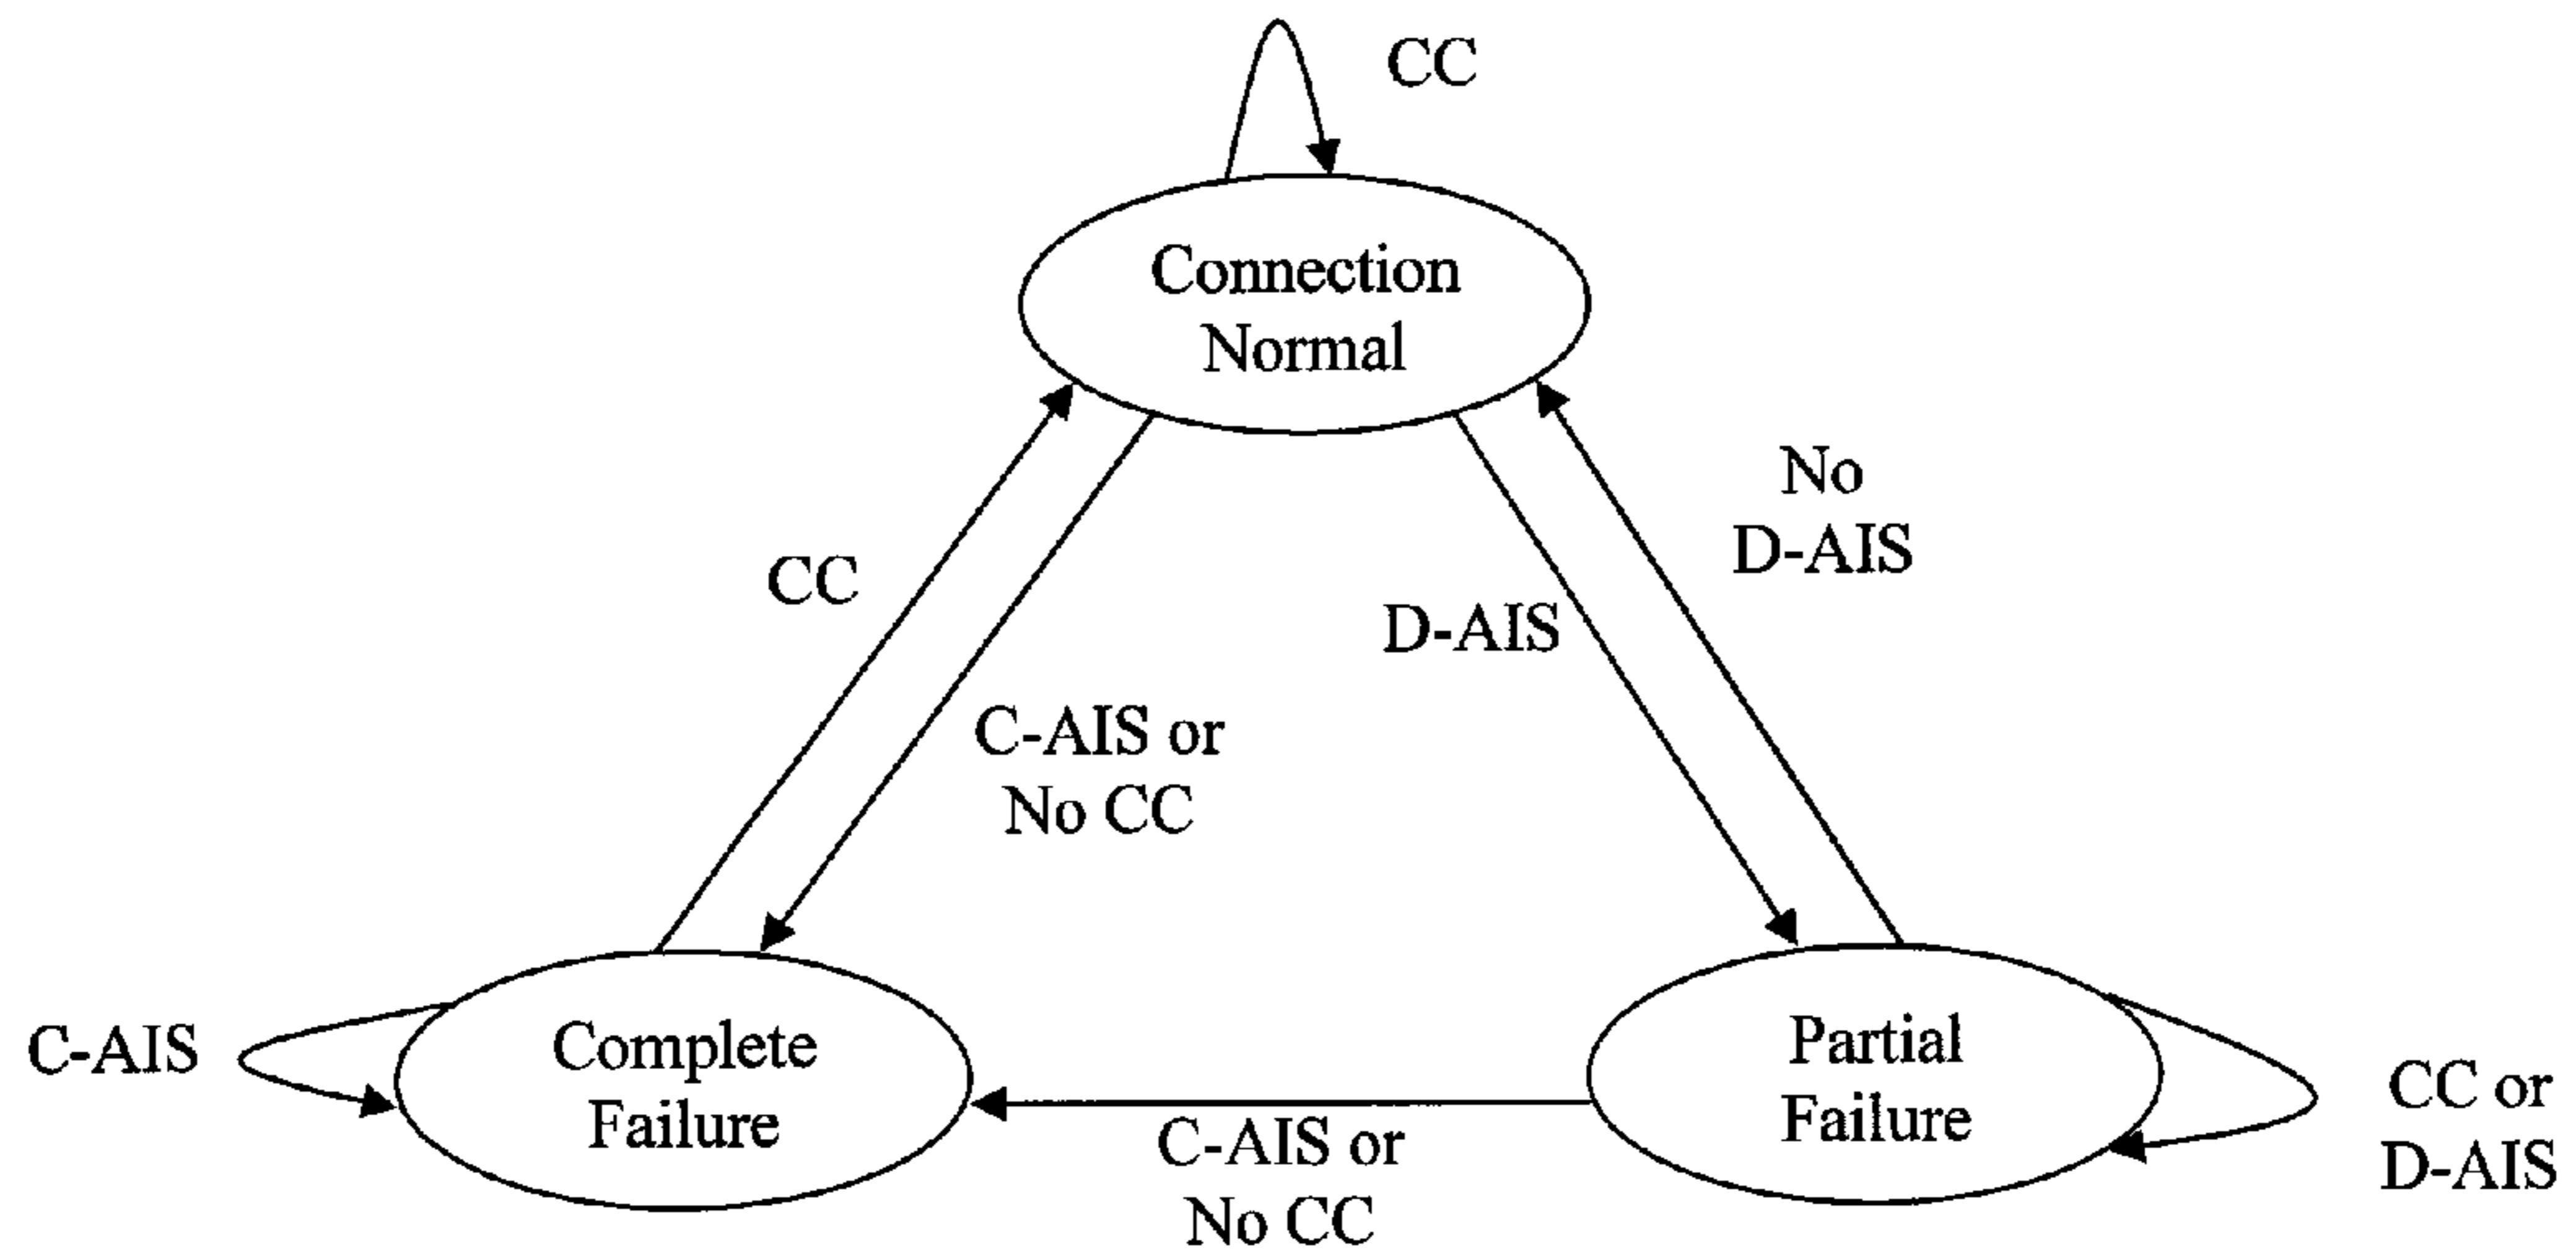 CC
Connection
Normal
No
D-AIS
CC
D-AIS
C-AIS or
No CC
C-AIS
Complete
Failure
Partial
Failure
CC or
D-AIS
C-AIS or
No CC